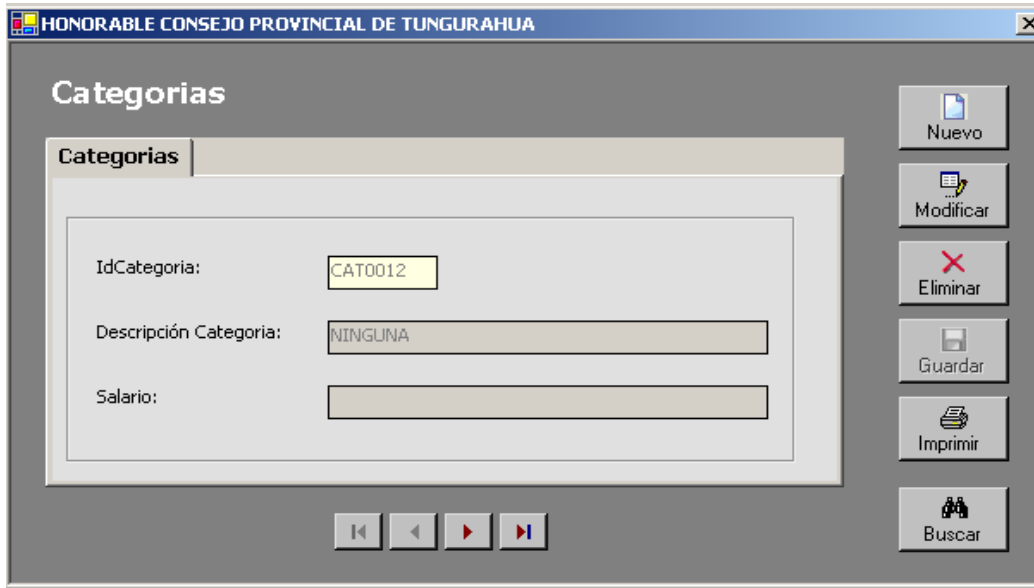 HONORABLE CONSEJO PROVINCIAL DE TUNGURAHUA
Categorias
Categorias
IdCategoria:
CAT0012
Descripción Categoria:
NINGUNA
Salario:
Nuevo
Modificar
Eliminar
Guardar
Imprimir
Buscar